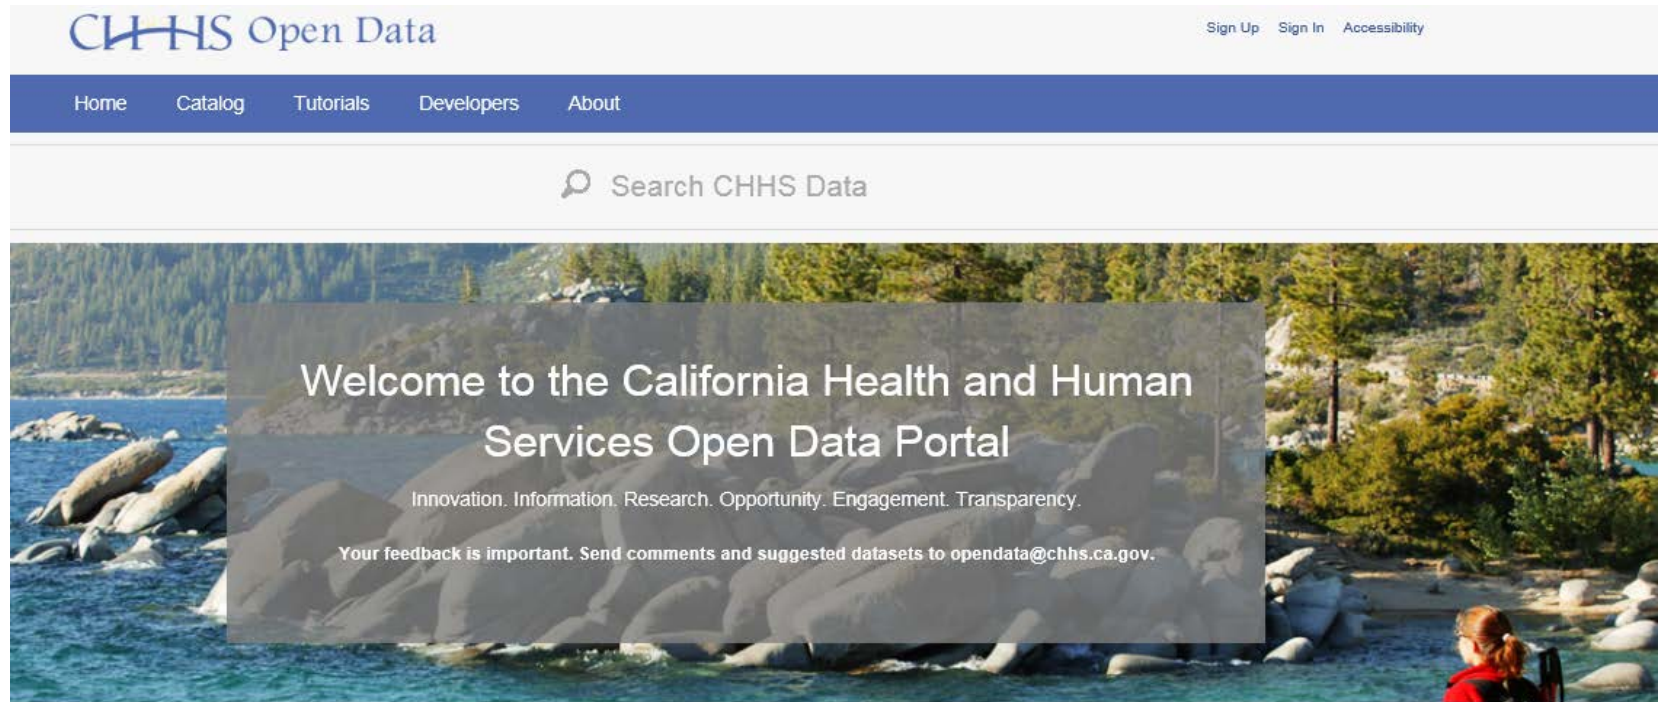 CHHS Open Data
Sign Up Sign In Accessibility
Home Catalog Tutorials Developers About
Search CHHS Data
Welcome to the California Health and Human
Services Open Data Portal
Innovation. Information. Research. Opportunity. Engagement. Transparency.
Your feedback is important. Send comments and suggested datasets to opendata@chhs.ca.gov.